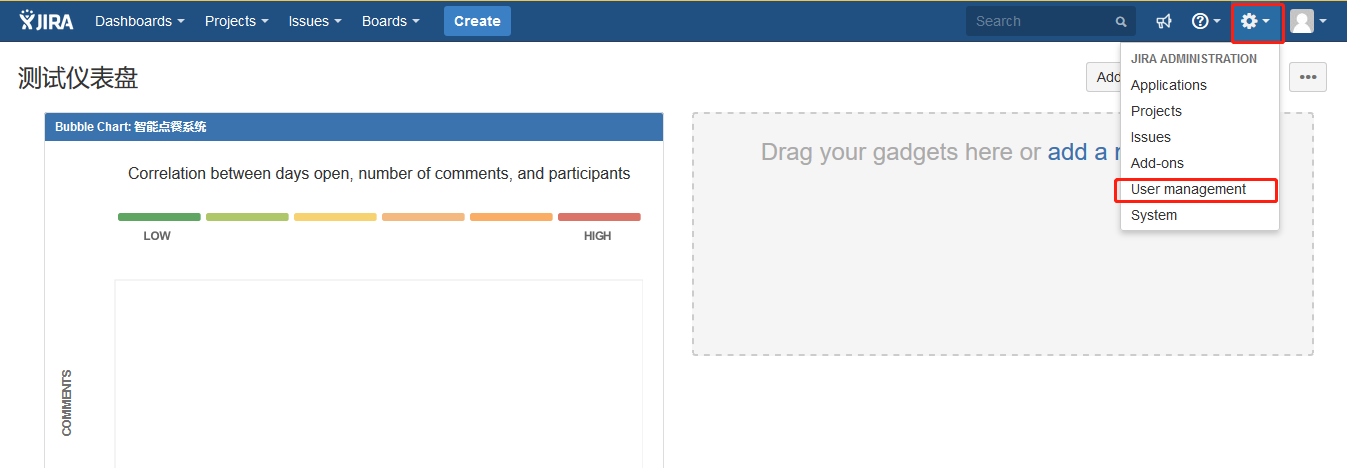 JIRA Dashboards Projects Issues Boards Create Search
测试仪表盘
Add
JIRA ADMINISTRATION
Applications
Projects
Issues
Add-ons
User management
System
Bubble Chart: 智能点餐系统
Correlation between days open, number of comments, and participants
LOW HIGH
COMMENTS
Drag your gadgets here or add a